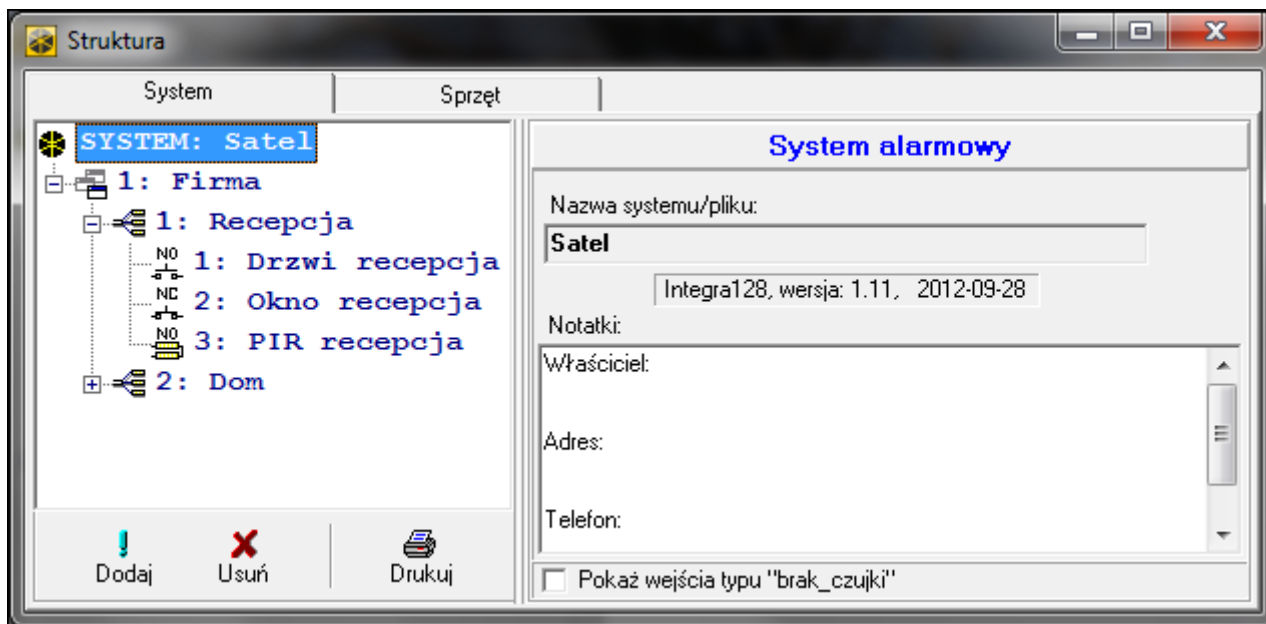 Struktura
System
Sprzęt
SYSTEM: Satel
1: Firma
1: Recepcja
NO 1: Drzwi recepcja
NC 2: Okno recepcja
NO 3: PIR recepcja
2: Dom
Dodaj
Usuń
Drukuj
System alarmowy
Nazwa systemu/pliku:
Satel
Integra128, wersja: 1.11, 2012-09-28
Notatki:
Właściciel:
Adres:
Telefon:
Pokaż wejścia typu "brak_czujki"